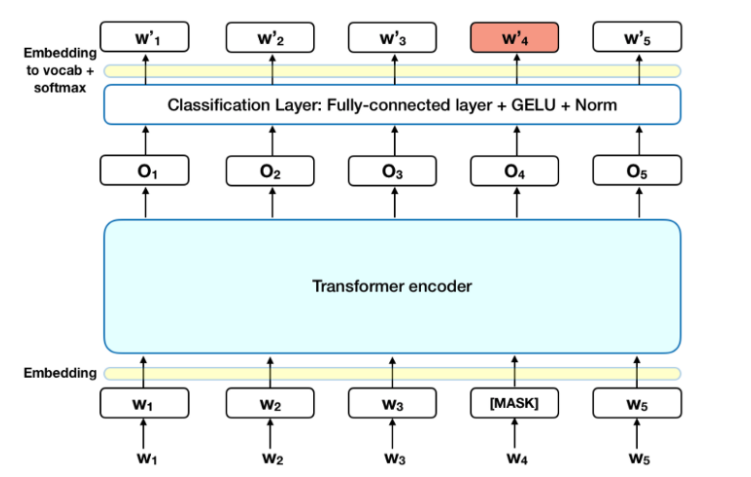 w'1 w'2 w'3 w'4 w'5
Embedding
to vocab +
softmax
Classification Layer: Fully-connected layer + GELU + Norm
O1 O2 O3 O4 O5
Transformer encoder
Embedding
W1 W2 W3 [MASK] W5
W1 W2 W3 W4 W5